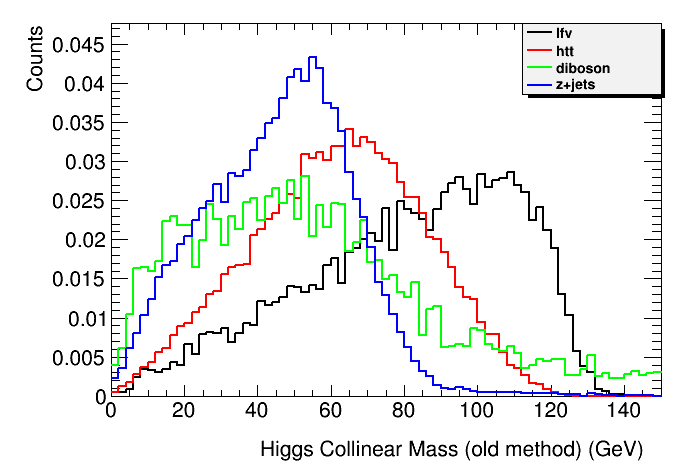 Counts
0.045
0.04
0.035
0.03
0.025
0.02
0.015
0.01
0.005
0
lfv
htt
diboson
z+jets
0 20 40 60 80 100 120 140
Higgs Collinear Mass (old method) (GeV)